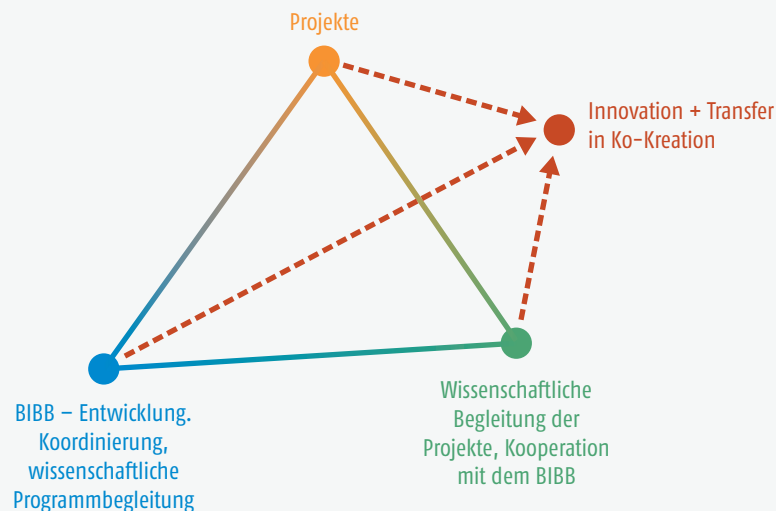 Projekte
Innovation + Transfer
in Ko-Kreation
BIBB – Entwicklung.
Koordinierung,
wissenschaftliche
Programmbegleitung
Wissenschaftliche
Begleitung der
Projekte, Kooperation
mit dem BIBB